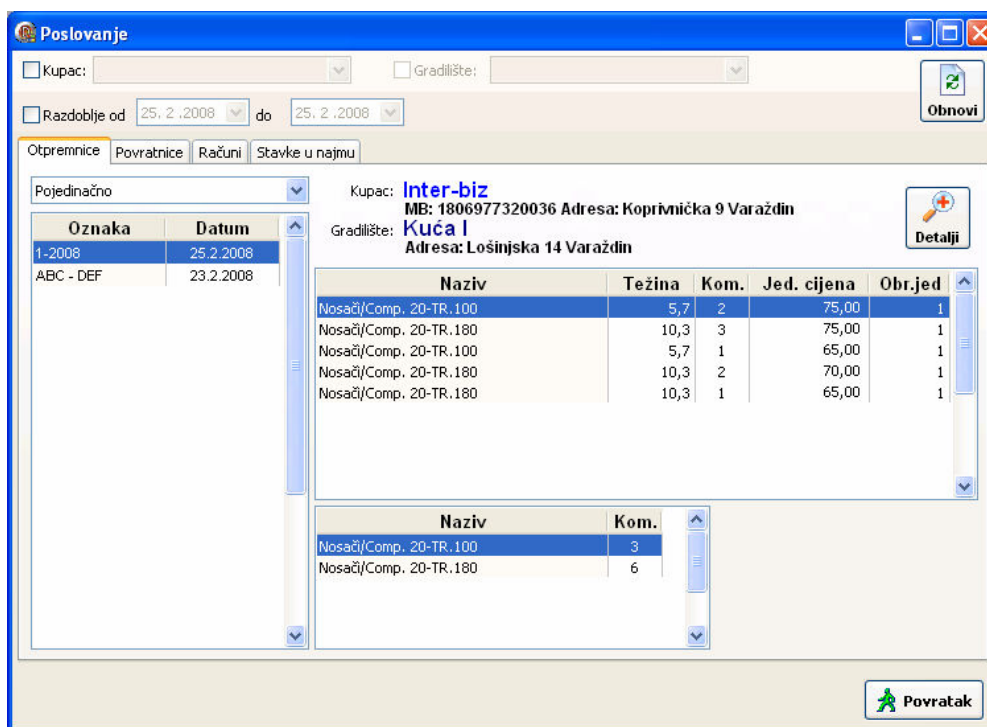 Poslovanje
Kupac: Gradilište:
Obnovi
Razdoblje od 25. 2 .2008 do 25. 2 .2008
Otpremnice Povratnice Računi Stavke u najmu
Pojedinačno
Oznaka Datum
1-2008 25.2.2008
ABC - DEF 23.2.2008
Kupac: Inter-biz
MB: 1806977320036 Adresa: Koprivnička 9 Varaždin
Gradilište: Kuća I
Adresa: Lošinjska 14 Varaždin
Detalji
Naziv Težina Kom. Jed. cijena Obr.jed
Nosači/Comp. 20-TR.100 5,7 2 75,00 1
Nosači/Comp. 20-TR.180 10,3 3 75,00 1
Nosači/Comp. 20-TR.100 5,7 1 65,00 1
Nosači/Comp. 20-TR.180 10,3 2 70,00 1
Nosači/Comp. 20-TR.180 10,3 1 65,00 1
Naziv Kom.
Nosači/Comp. 20-TR.100 3
Nosači/Comp. 20-TR.180 6
Povratak